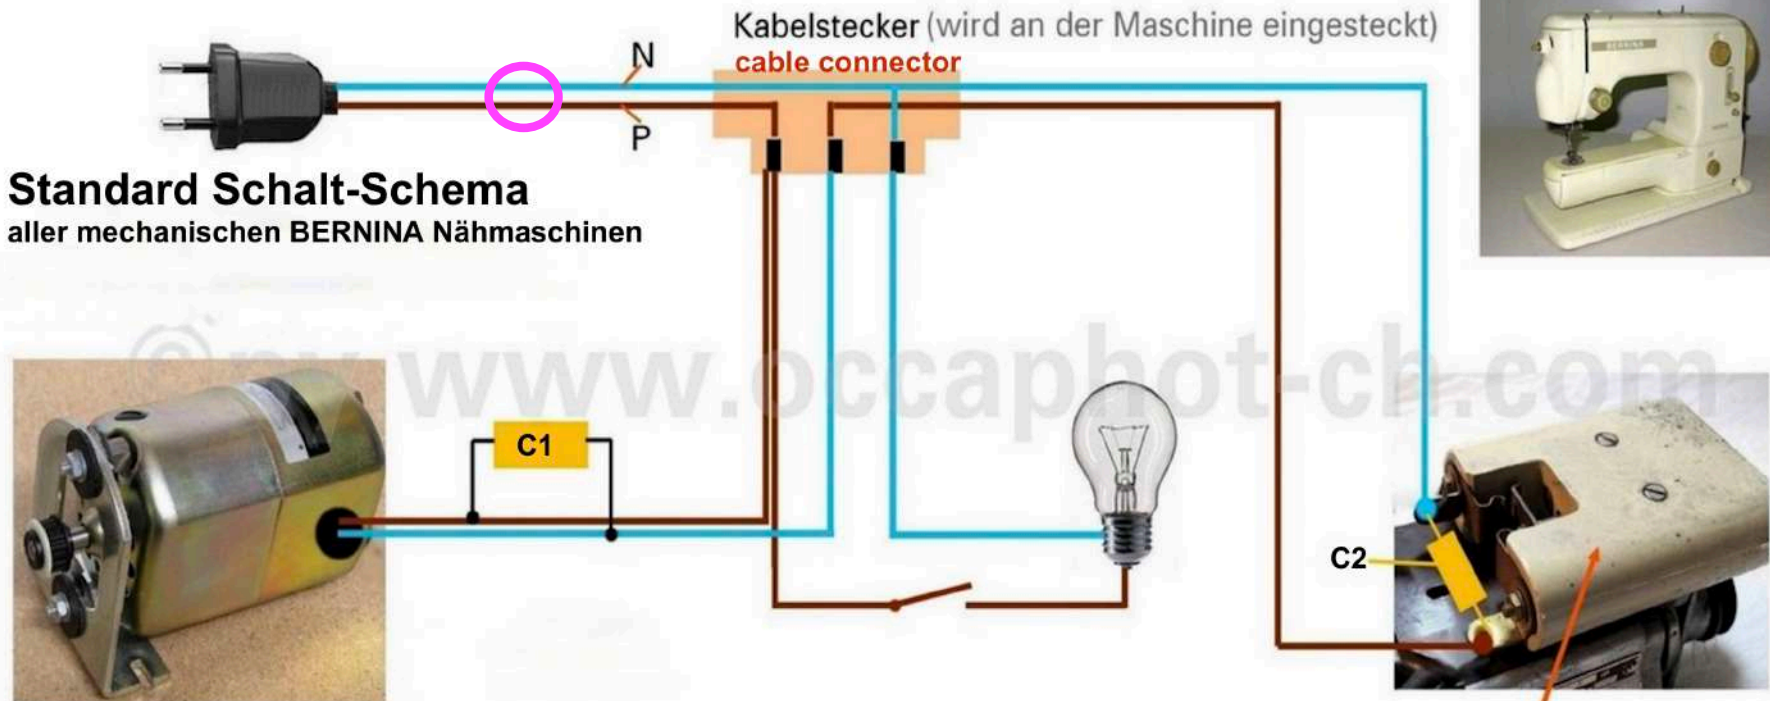 Kabelstecker (wird an der Maschine eingesteckt)
cable connector
N
P
Standard Schalt-Schema
aller mechanischen BERNINA Nähmaschinen
BERNINA
www.occaphot-ch.com
C1
C2